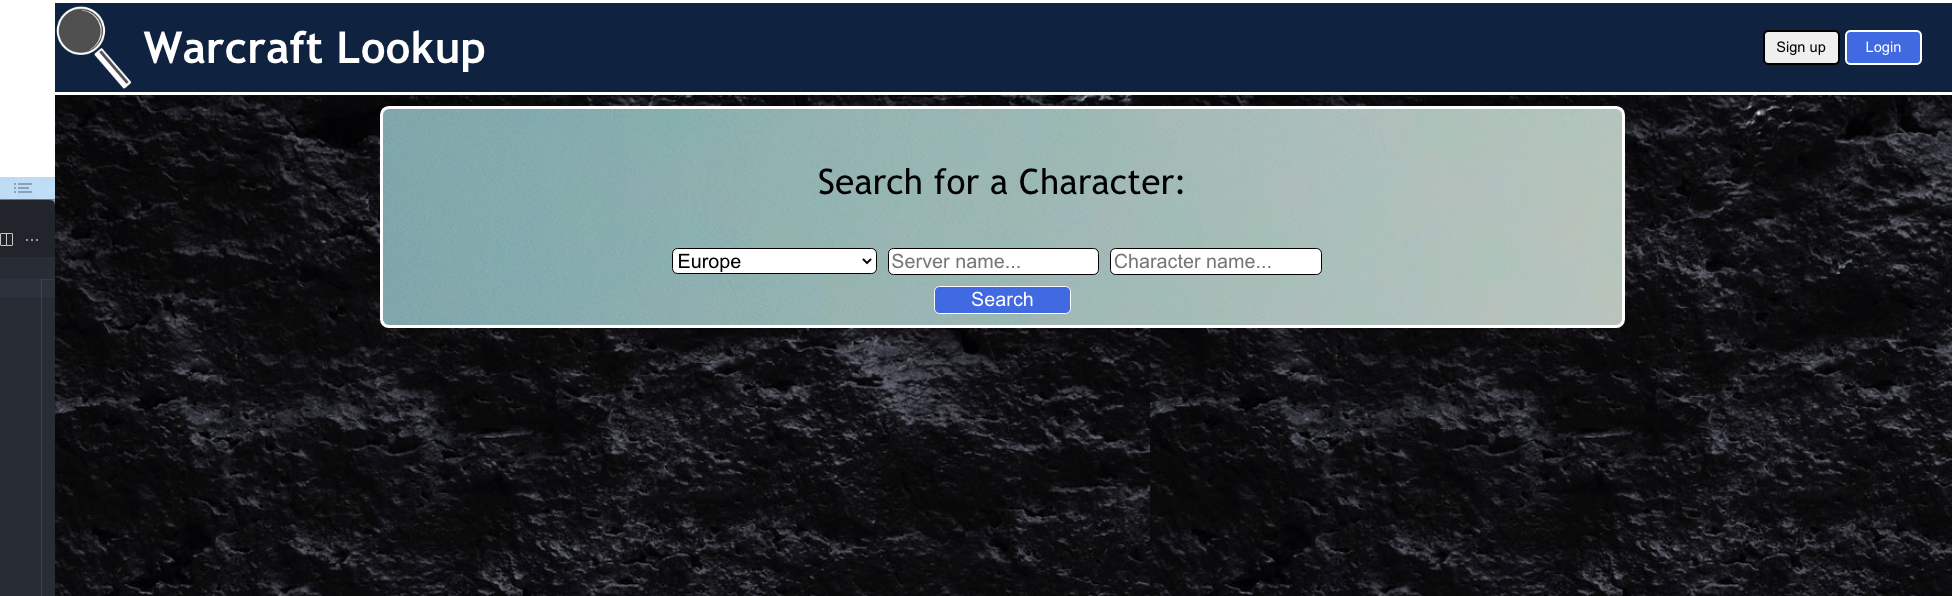 Warcraft Lookup
Sign up
Login
Search for a Character:
Europe
Server name...
Character name...
Search